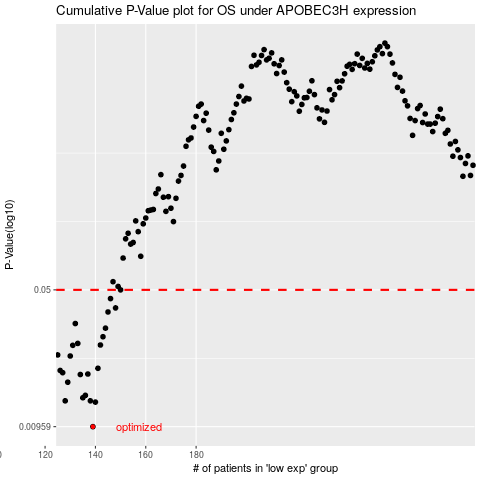 Cumulative P-Value plot for OS under APOBEC3H expression
P-Value(log10)
0.05
0.00959
optimized
0
120
140
160
180
# of patients in 'low exp' group